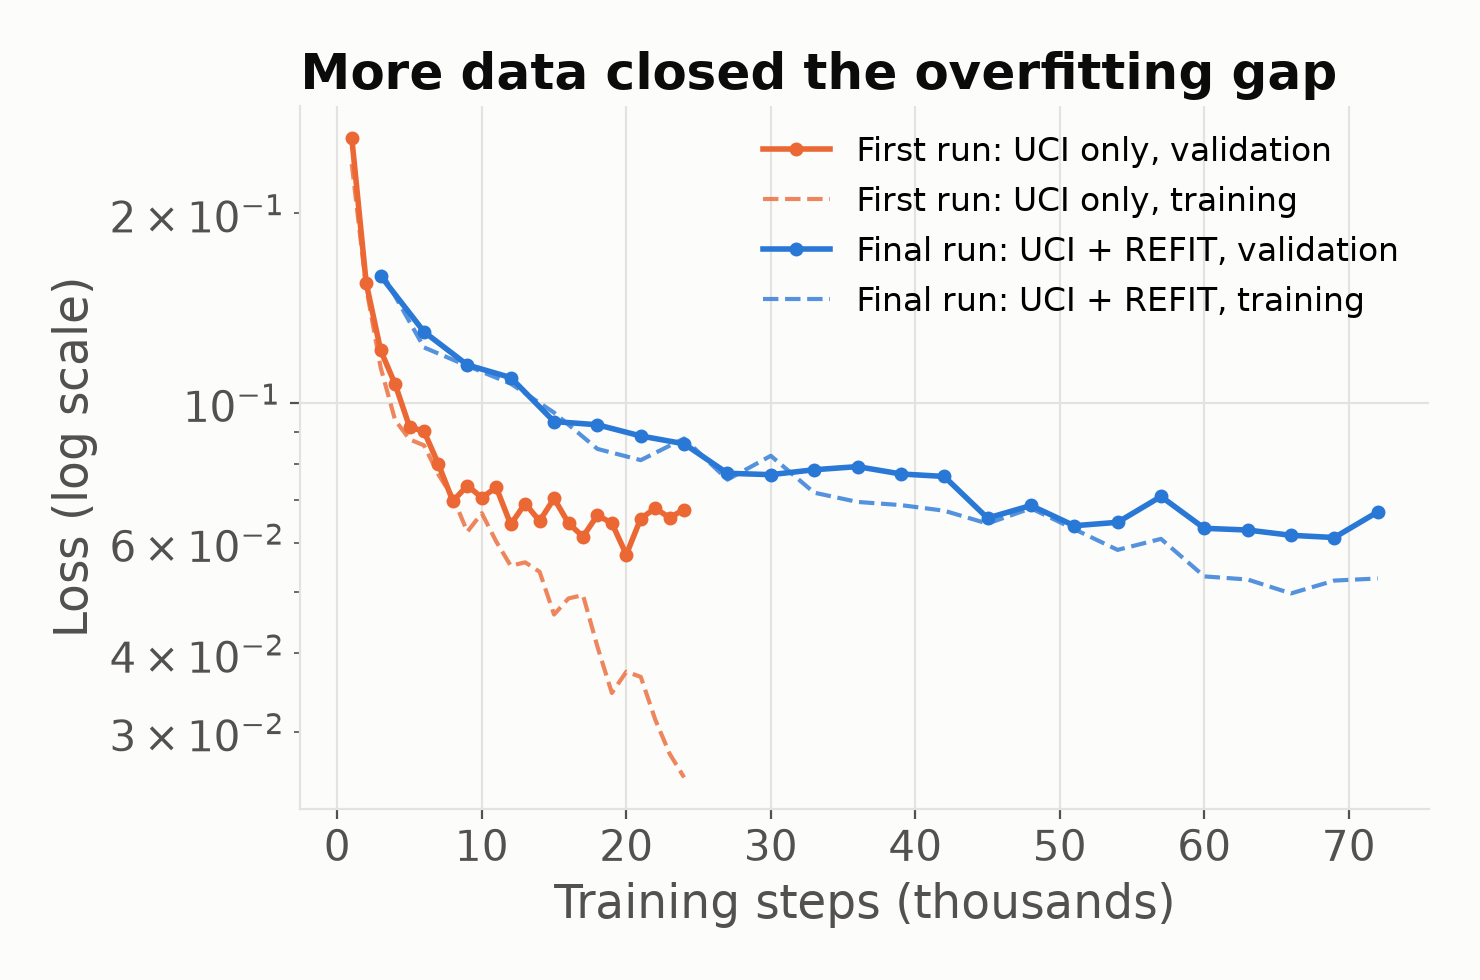 More data closed the overfitting gap
First run: UCI only, validation
First run: UCI only, training
Final run: UCI + REFIT, validation
Final run: UCI + REFIT, training
Loss (log scale)
2 × 10⁻¹
10⁻¹
6 × 10⁻²
4 × 10⁻²
3 × 10⁻²
0 10 20 30 40 50 60 70
Training steps (thousands)